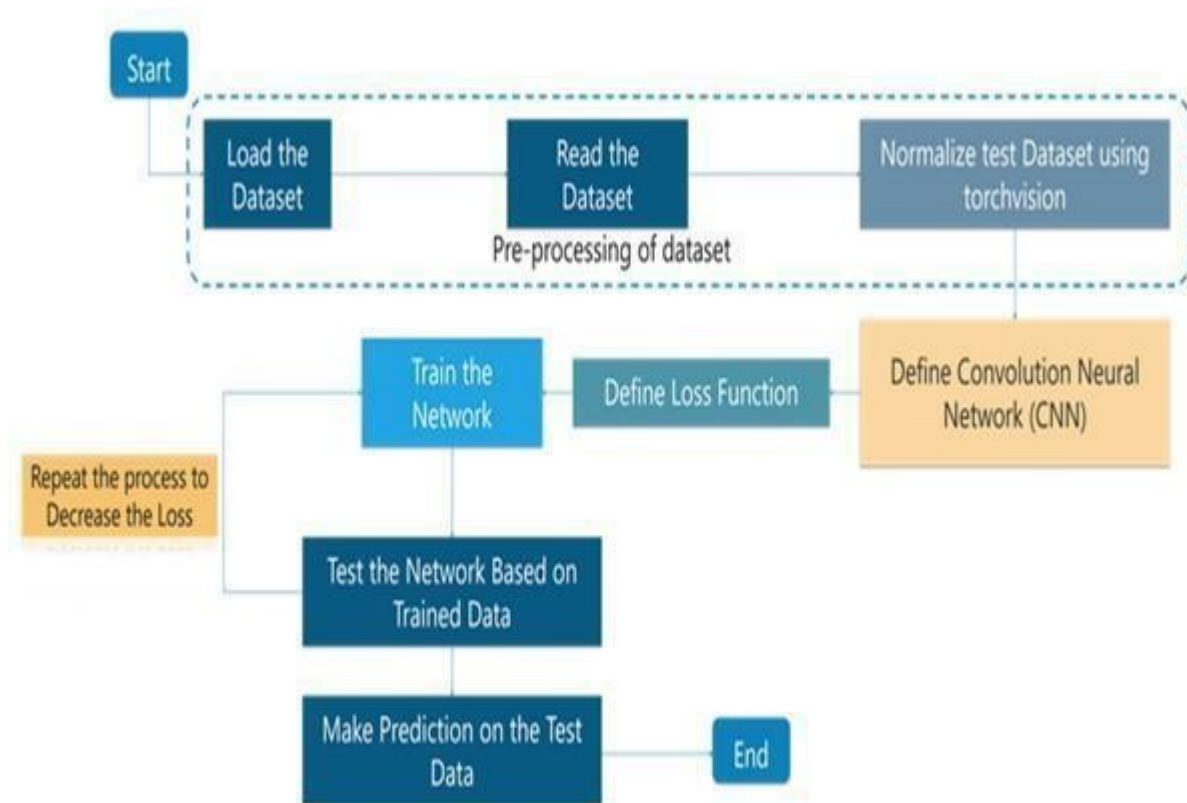 Start
Load the
Dataset
Read the
Dataset
Normalize test Dataset using
torchvision
Pre-processing of dataset
Define Convolution Neural
Network (CNN)
Define Loss Function
Train the
Network
Repeat the process to
Decrease the Loss
Test the Network Based on
Trained Data
Make Prediction on the Test
Data
End